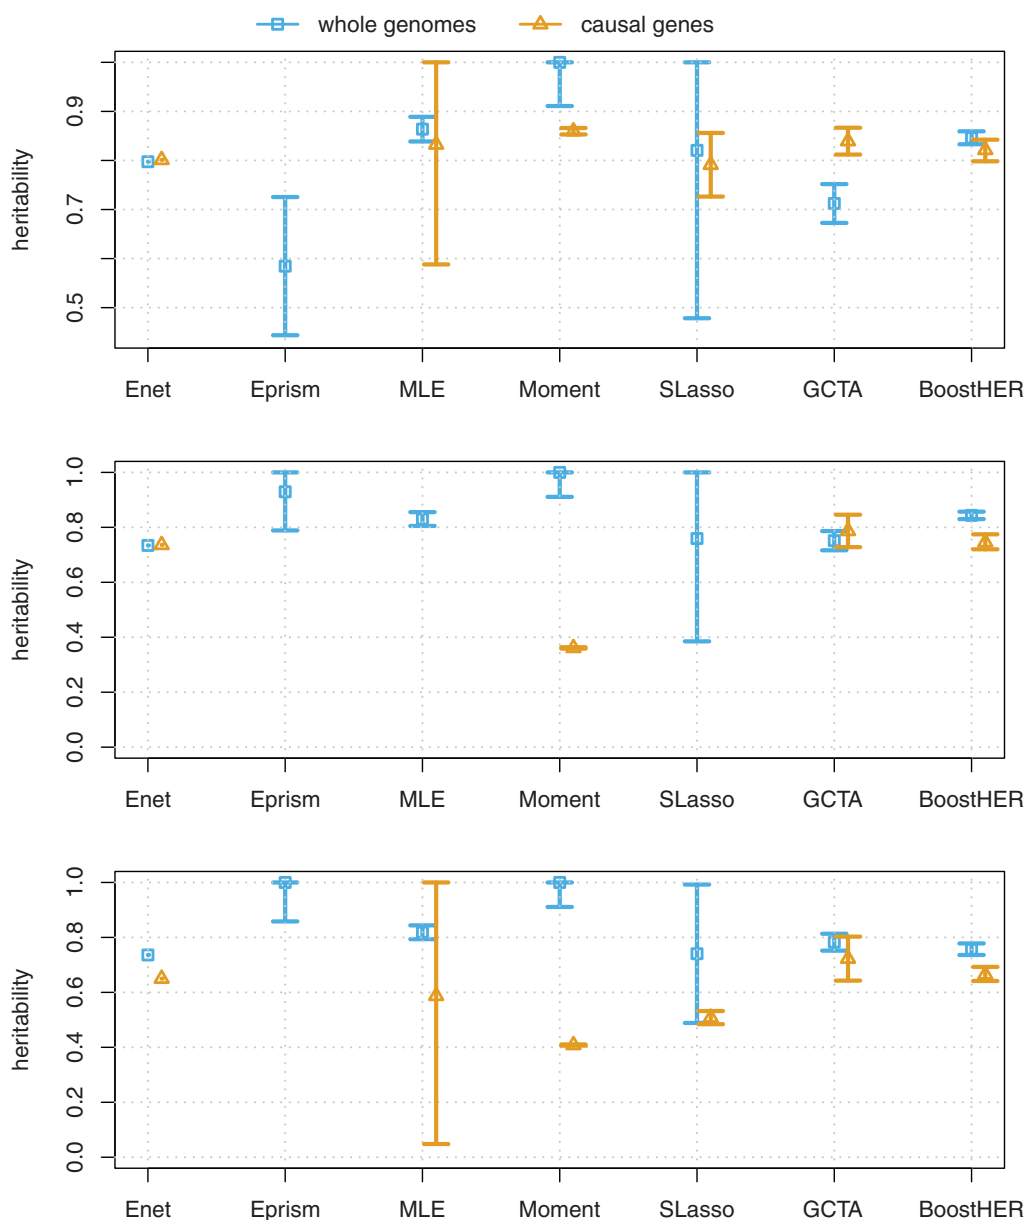 whole genomes causal genes
heritability
0.9
0.7
0.5
Enet Eprism MLE Moment SLasso GCTA BoostHER
heritability
1.0
0.8
0.6
0.4
0.2
0.0
Enet Eprism MLE Moment SLasso GCTA BoostHER
heritability
1.0
0.8
0.6
0.4
0.2
0.0
Enet Eprism MLE Moment SLasso GCTA BoostHER